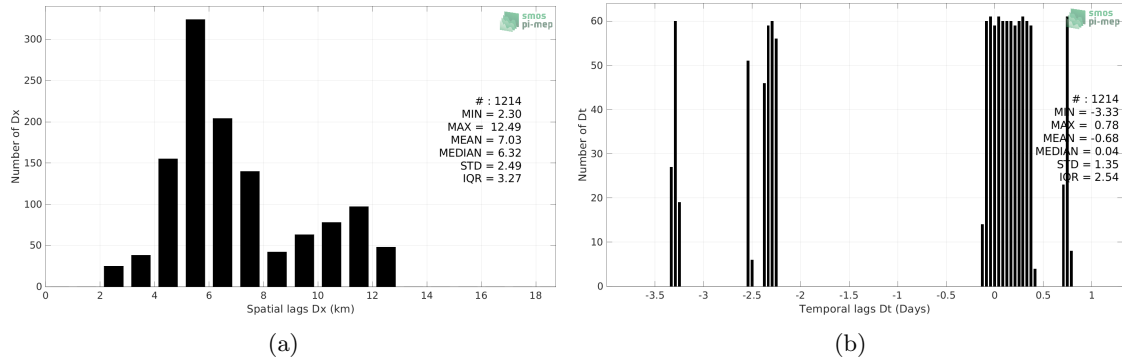 smos
pi-mep
300
250
200
150
100
50
0
Number of Dx
# : 1214
MIN = 2.30
MAX = 12.49
MEAN = 7.03
MEDIAN = 6.32
STD = 2.49
IQR = 3.27
0 2 4 6 8 10 12 14 16 18
Spatial lags Dx (km)
(a)
smos
pi-mep
60
50
40
30
20
10
0
Number of Dt
# : 1214
MIN = -3.33
MAX = 0.78
MEAN = -0.68
MEDIAN = 0.04
STD = 1.35
IQR = 2.54
-3.5 -3 -2.5 -2 -1.5 -1 -0.5 0 0.5 1
Temporal lags Dt (Days)
(b)